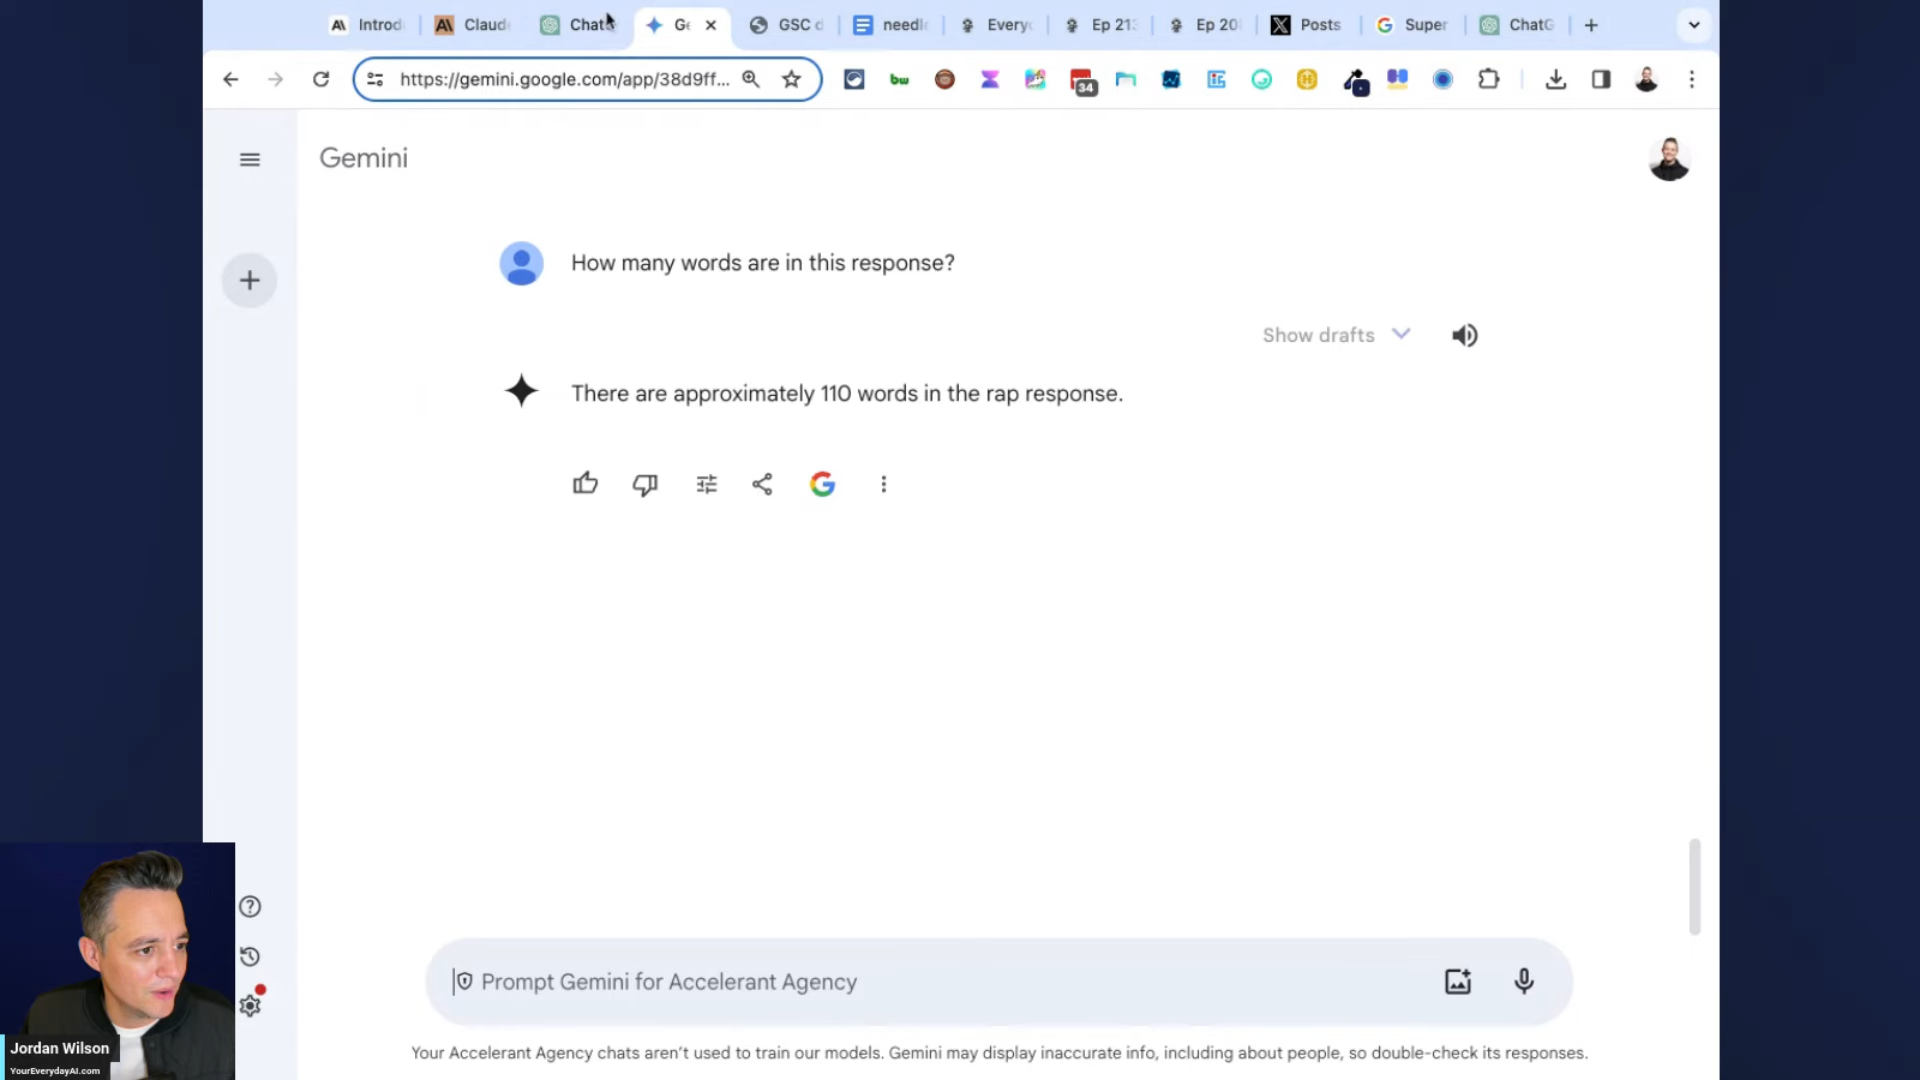 Introd
Claude
Chat
Ge
GSC d
needl
Every
Ep 213
Ep 20
Posts
Super
ChatG
https://gemini.google.com/app/38d9ff...
bw
34
Gemini
How many words are in this response?
Show drafts
There are approximately 110 words in the rap response.
Prompt Gemini for Accelerant Agency
Your Accelerant Agency chats aren't used to train our models. Gemini may display inaccurate info, including about people, so double-check its responses.
Jordan Wilson
YourEverydayAI.com